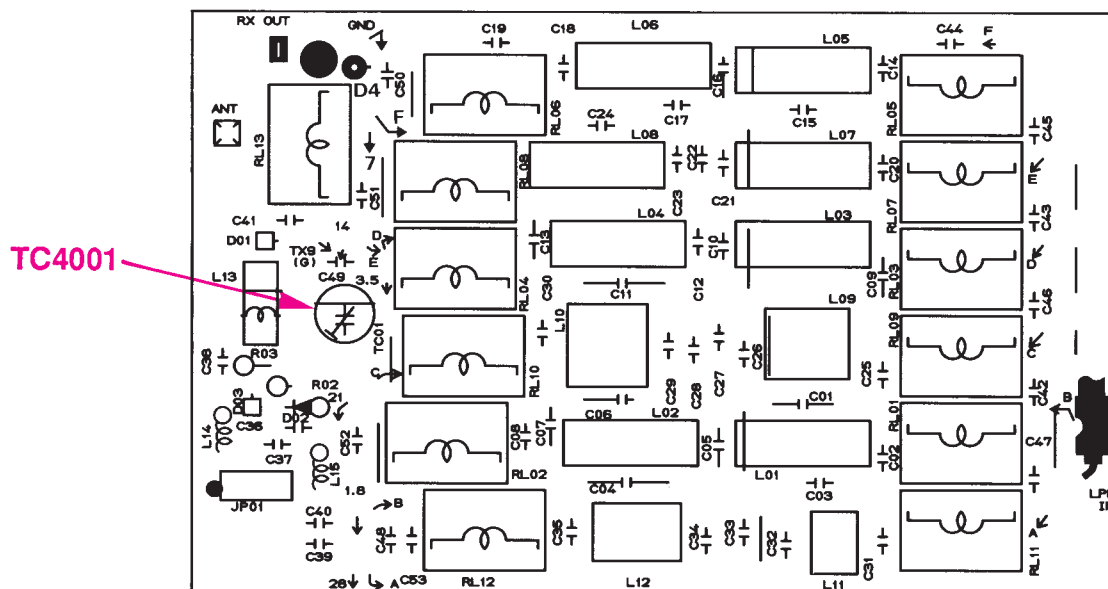 RX OUT
GND
C19
C18
L06
L05
C44
F
C50
D4
C16
C14
ANT
RL13
F
RL06
C24
C17
C15
RL05
C45
7
C51
RL08
L08
C22
L07
C20
E
C41
14
C23
C21
RL07
C43
D01
TX9
(G)
D
C13
L04
C10
L03
D
TC4001
L13
C49
3.5
E
RL04
C30
C11
C12
C09
RL03
C46
TC01
L10
L09
RL09
C38
R03
C
RL10
C29
C28
C27
C26
C25
C
C42
D03
R02
21
C06
L02
C01
RL01
B
L14
C36
D02
C52
C08
C07
C05
C02
C47
C37
L15
RL02
L01
JP01
1.8
B
C04
C03
LP
C40
C39
C48
C35
C34
C33
C32
C31
A
RL11
28
A
C53
RL12
L12
L11